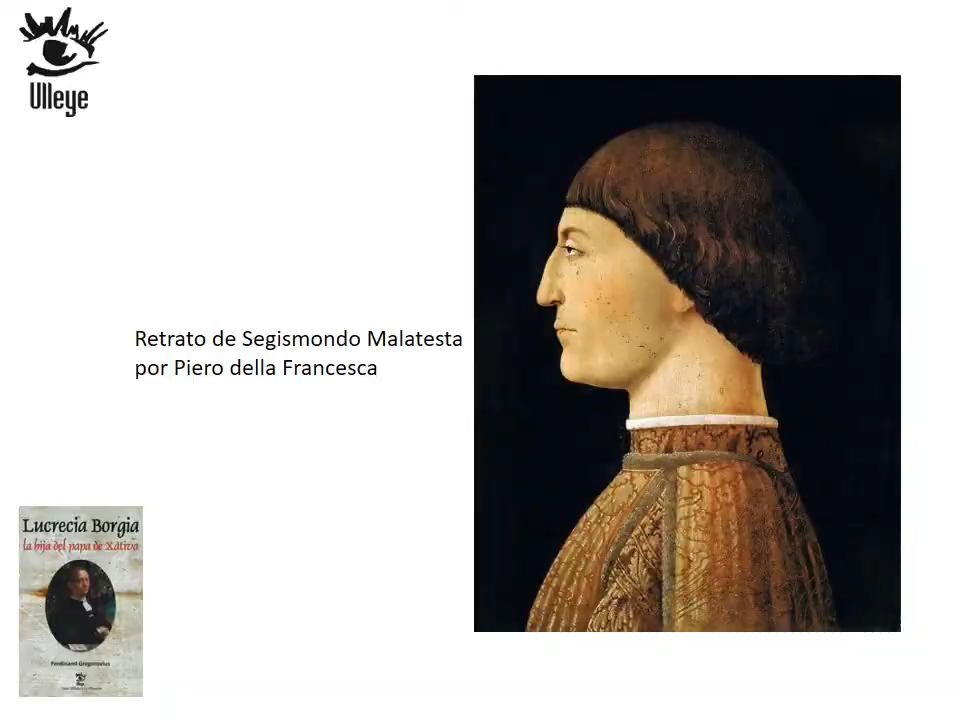 Ulleye
Retrato de Segismondo Malatesta
por Piero della Francesca
Lucrecia Borgia
la hija del papa de Xàtiva
Ferdinand Gregorovius
Ulleye